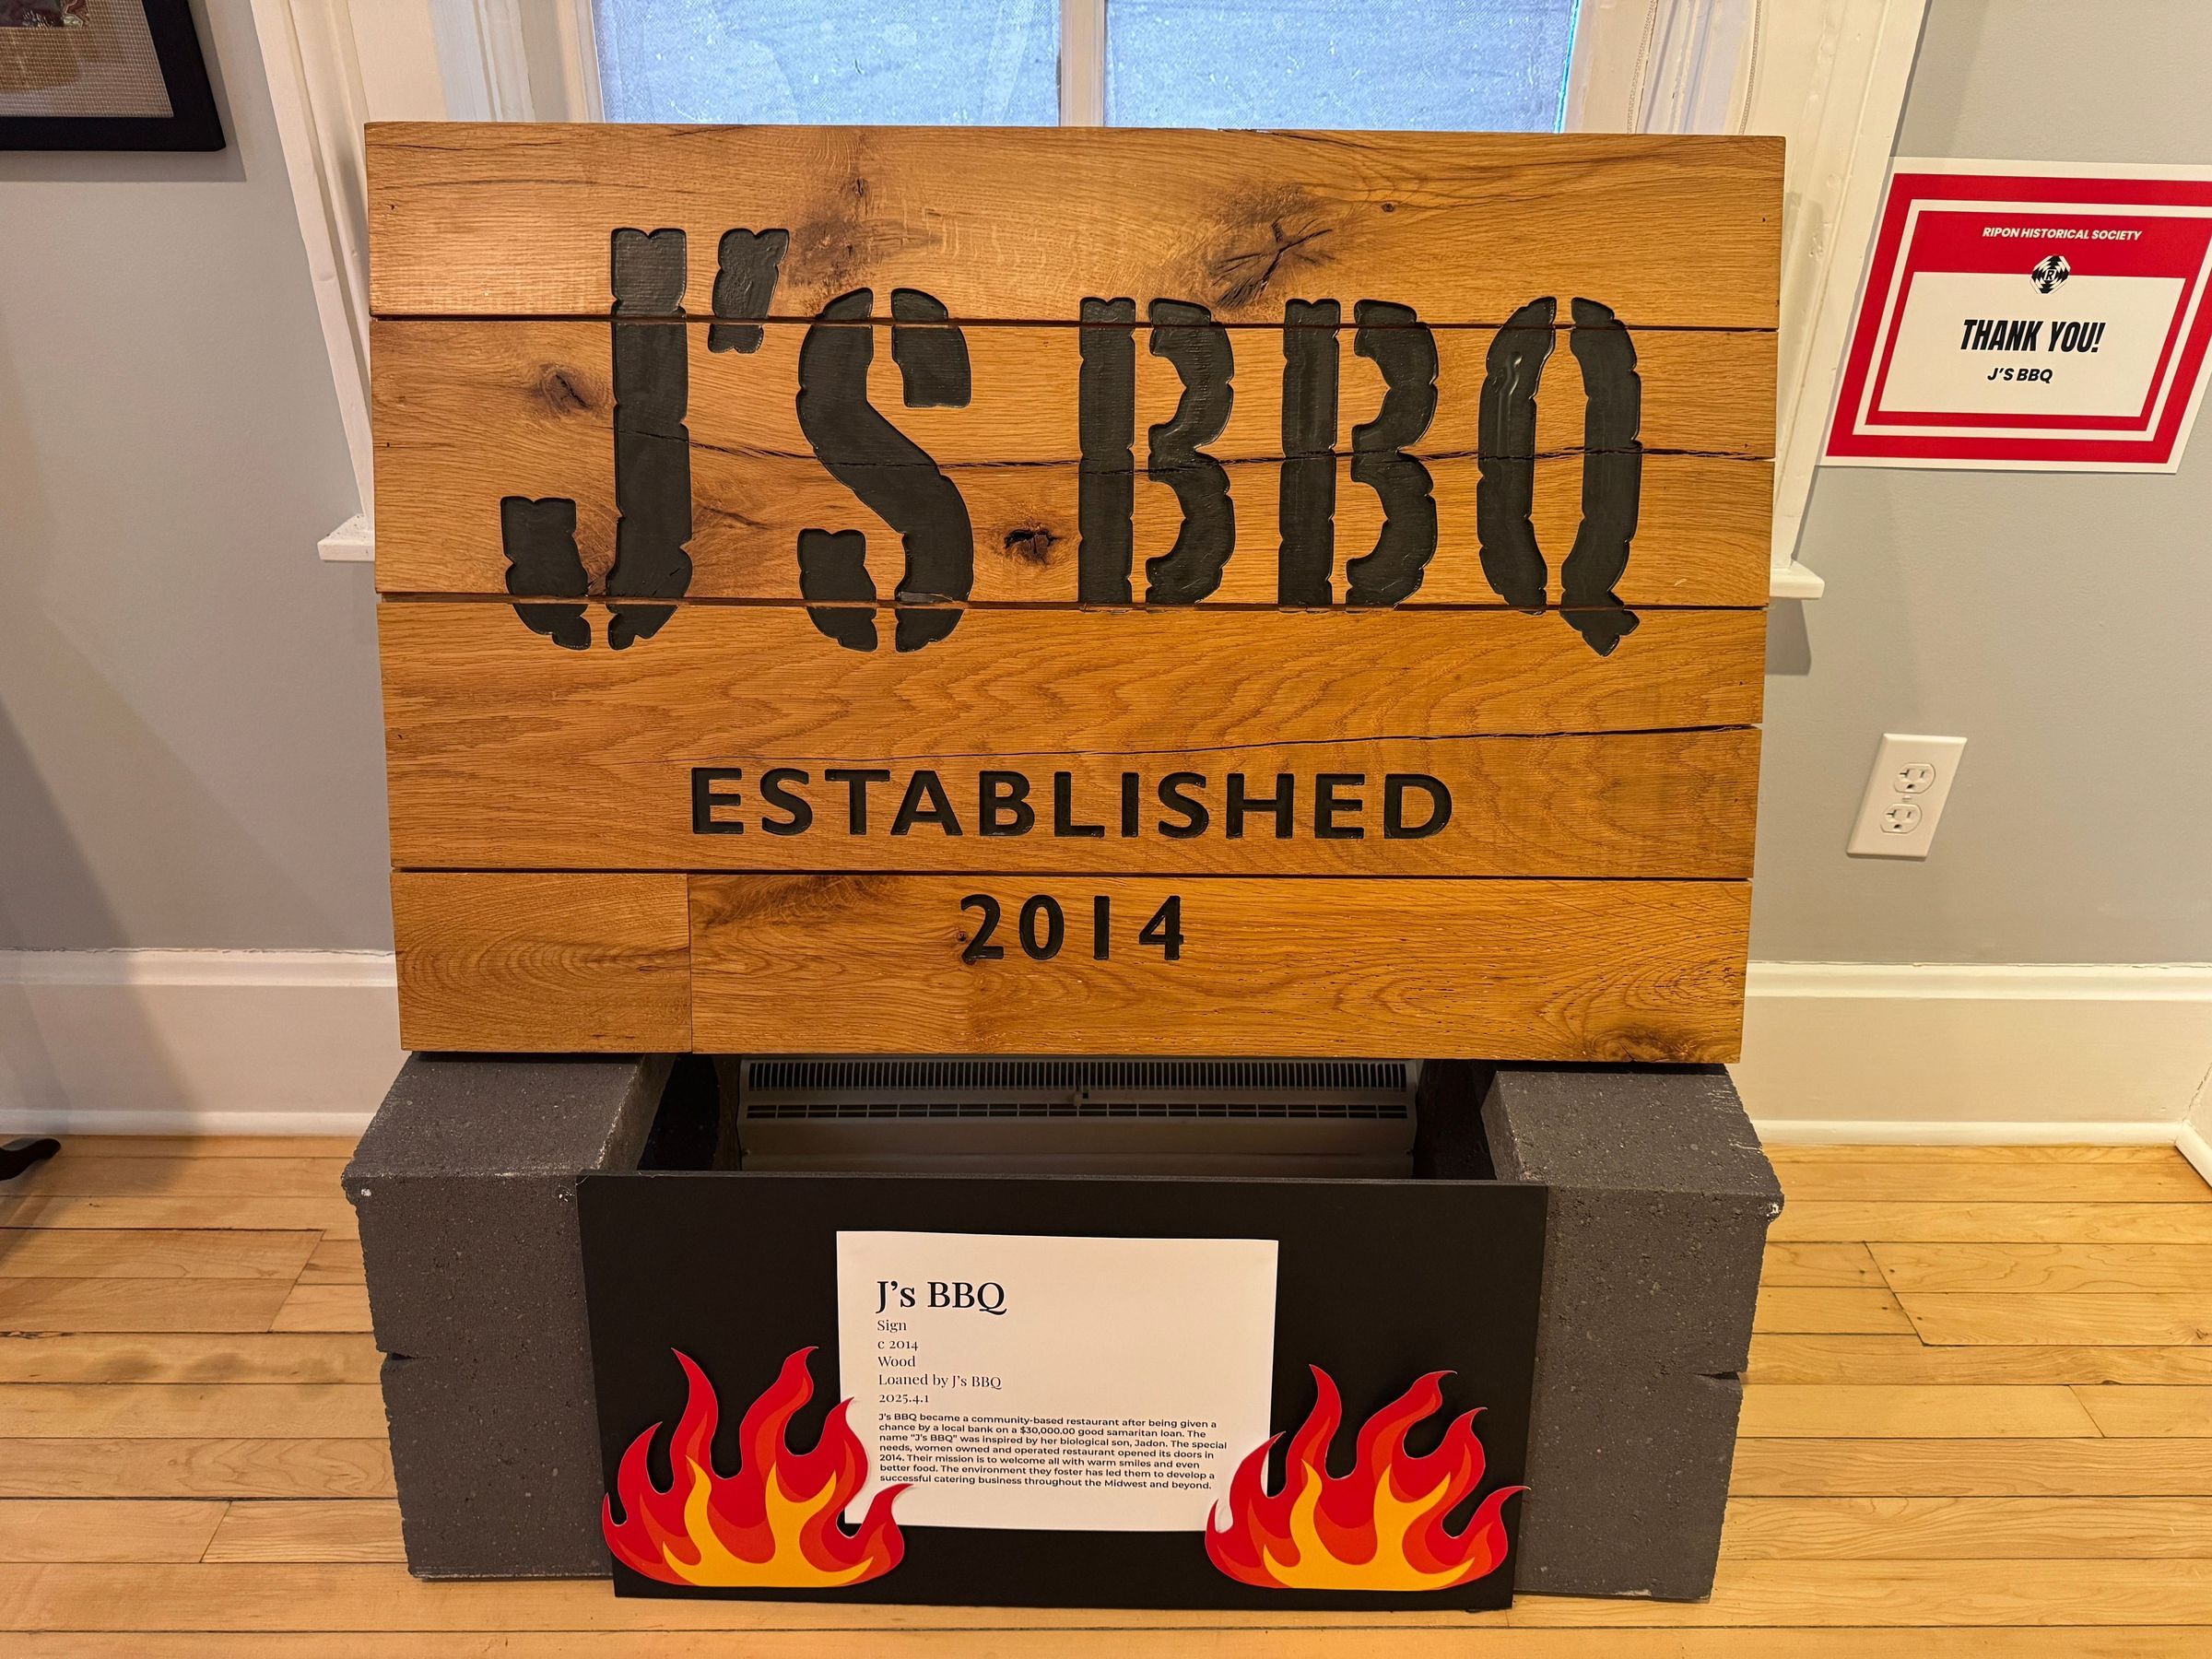 J'S BBQ
ESTABLISHED
2014
RIPON HISTORICAL SOCIETY
R
THANK YOU!
J'S BBQ
J's BBQ
Sign
c 2014
Wood
Loaned by J's BBQ
2025.4.1
J's BBQ became a community-based restaurant after being given a
chance by a local bank on a $30,000.00 good samaritan loan. The
name "J's BBQ" was inspired by her biological son, Jadon. The special
needs, women owned and operated restaurant opened its doors in
2014. Their mission is to welcome all with warm smiles and even
better food. The environment they foster has led them to develop a
successful catering business throughout the Midwest and beyond.